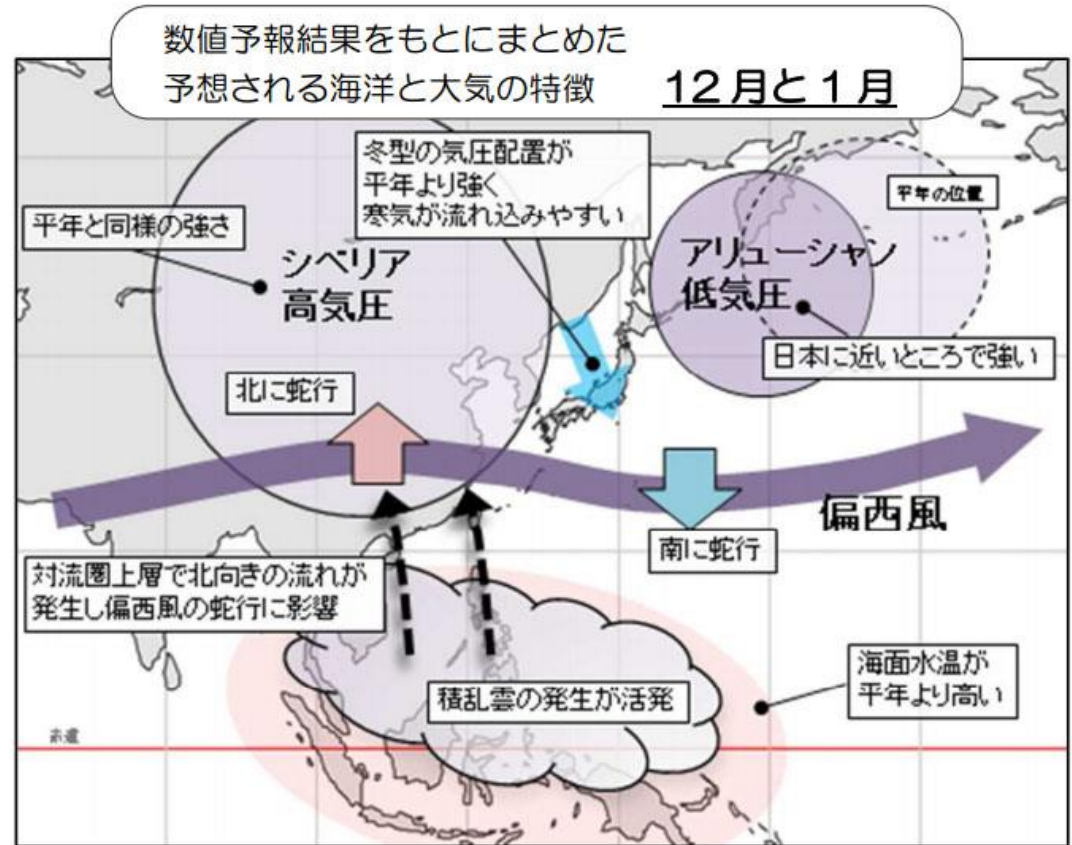 数値予報結果をもとにまとめた
予想される海洋と大気の特徴 12月と1月
冬型の気圧配置が
平年より強く
寒気が流れ込みやすい
平年の位置
平年と同様の強さ
シベリア
高気圧
アリューシャン
低気圧
日本に近いところで強い
北に蛇行
偏西風
南に蛇行
対流圏上層で北向きの流れが
発生し偏西風の蛇行に影響
海面水温が
平年より高い
積乱雲の発生が活発
赤道